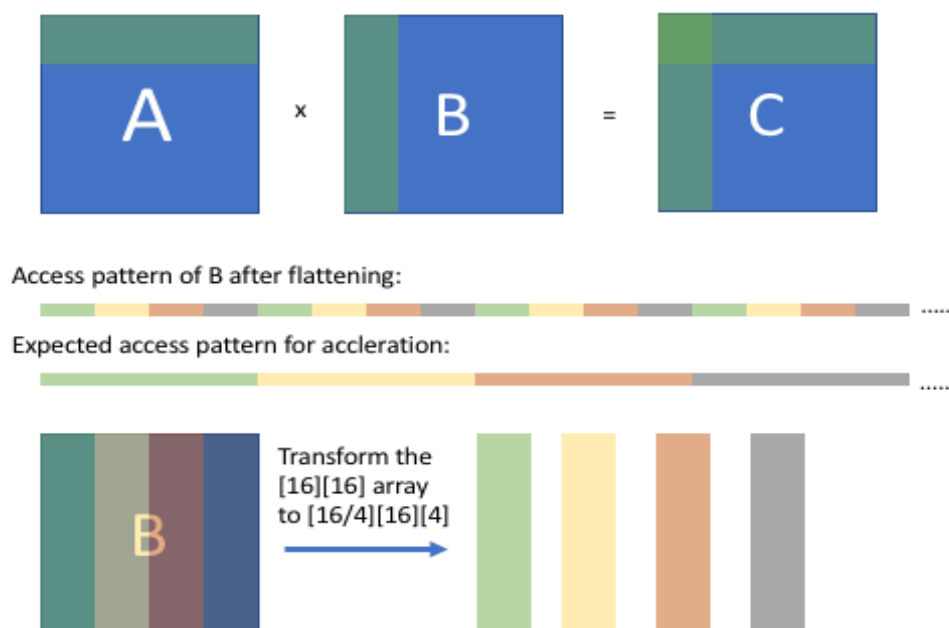 A x B = C
Access pattern of B after flattening:
.....
Expected access pattern for accleration:
.....
B
Transform the
[16][16] array
to [16/4][16][4]